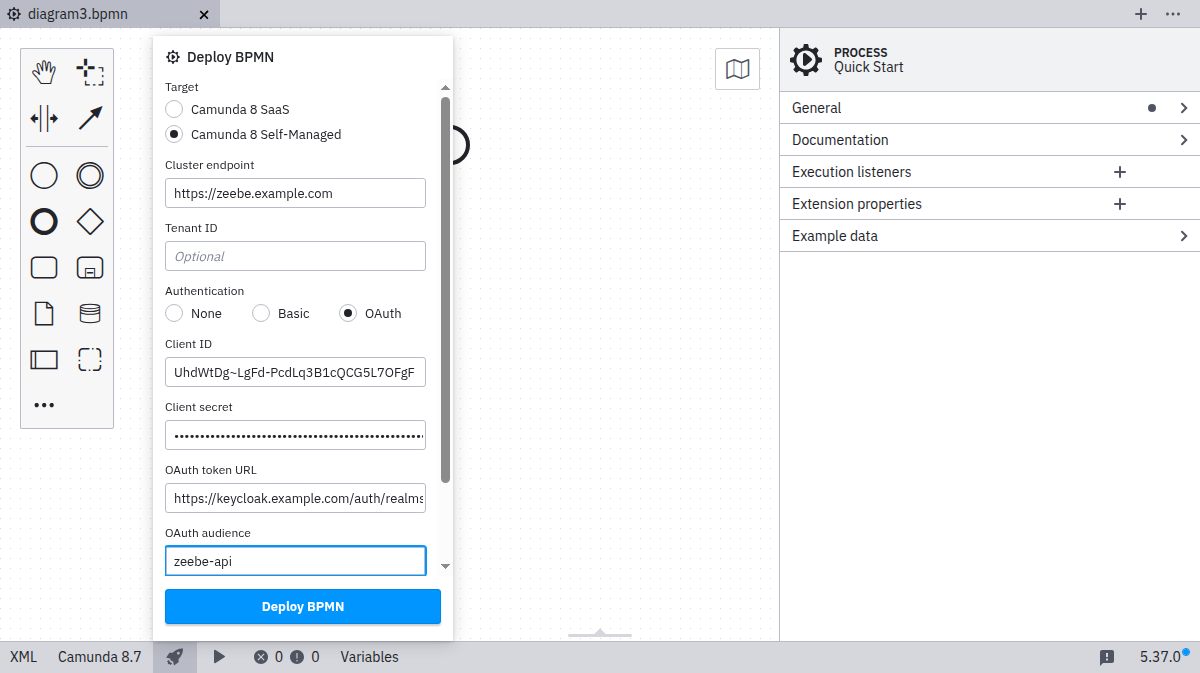 diagram3.bpmn
Deploy BPMN
Target
Camunda 8 SaaS
Camunda 8 Self-Managed
Cluster endpoint
https://zeebe.example.com
Tenant ID
Optional
Authentication
None Basic OAuth
Client ID
UhdWtDg~LgFd-PcdLq3B1cQCG5L7OFgF
Client secret
OAuth token URL
https://keycloak.example.com/auth/realms
OAuth audience
zeebe-api
Deploy BPMN
PROCESS
Quick Start
General
Documentation
Execution listeners
Extension properties
Example data
XML Camunda 8.7 0 0 Variables 5.37.0